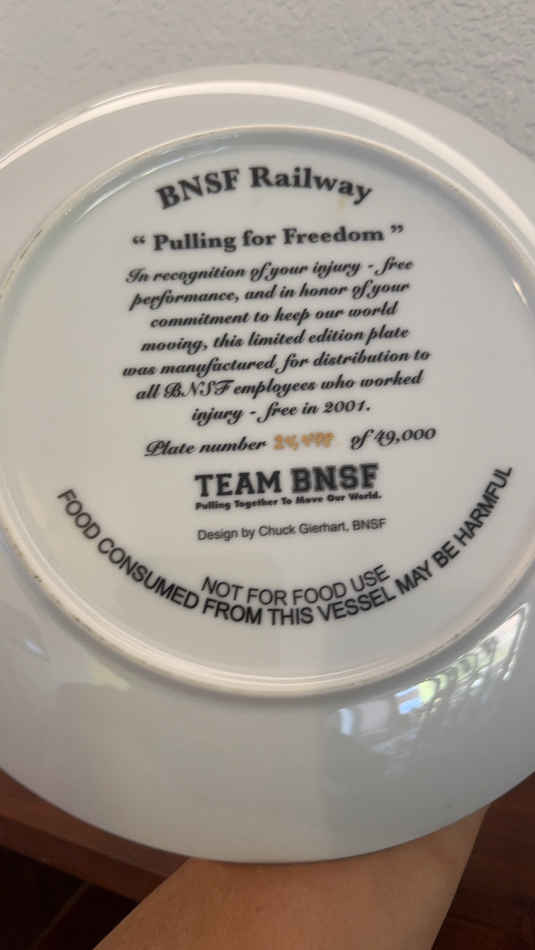 BNSF Railway
“ Pulling for Freedom ”
In recognition of your injury - free
performance, and in honor of your
commitment to keep our world
moving, this limited edition plate
was manufactured for distribution to
all BNSF employees who worked
injury - free in 2001.
Plate number of 49,000
TEAM BNSF
Pulling Together To Move Our World.
Design by Chuck Gierhart, BNSF
NOT FOR FOOD USE
FOOD CONSUMED FROM THIS VESSEL MAY BE HARMFUL